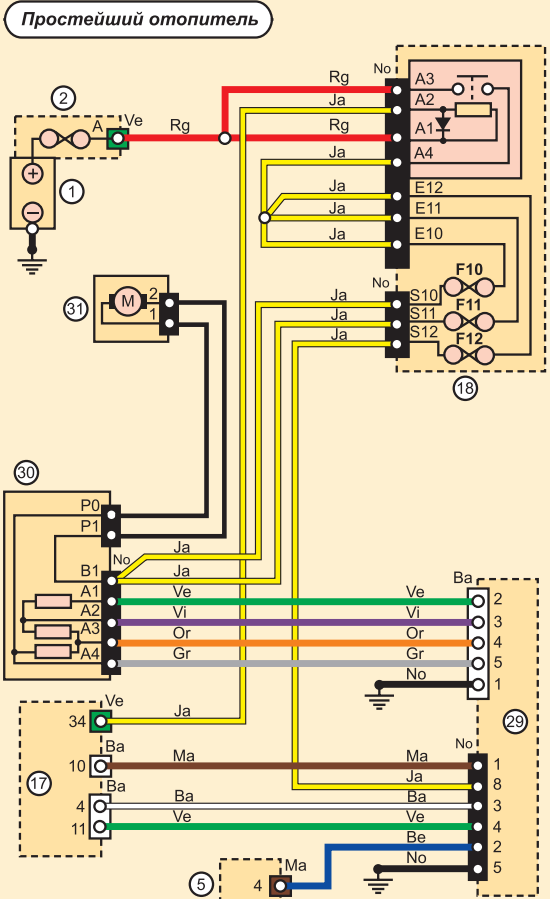 Простейший отопитель
2
A
Ve
Rg
+
−
1
No
Rg
Ja
Rg
Ja
Ja
Ja
Ja
A3
A2
A1
A4
E12
E11
E10
F10
F11
F12
No
Ja
Ja
Ja
S10
S11
S12
18
31
M
2
1
30
P0
P1
No
B1
A1
A2
A3
A4
Ja
Ja
Ve
Vi
Or
Gr
Ba
Ve
Vi
Or
Gr
No
2
3
4
5
1
29
Ve
34
Ja
Ba
10
Ma
17
Ba
4
11
Ba
Ve
No
Ma
Ja
Ba
Ve
Be
No
1
8
3
4
2
5
5
4
Ma